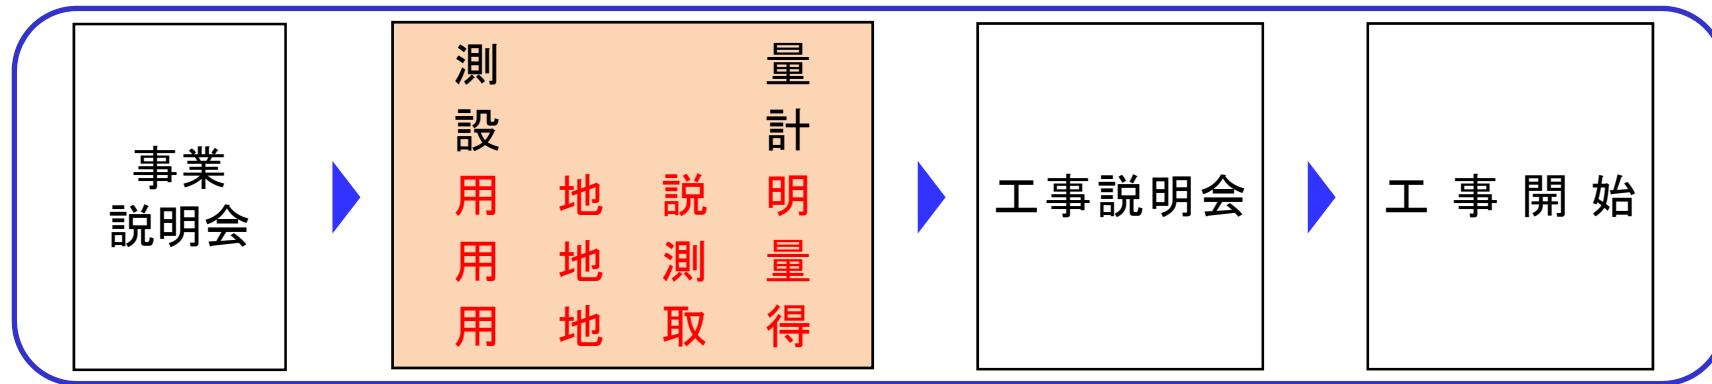 事業
説明会
測量
設計
用地説明
用地測量
用地取得
工事説明会
工事開始